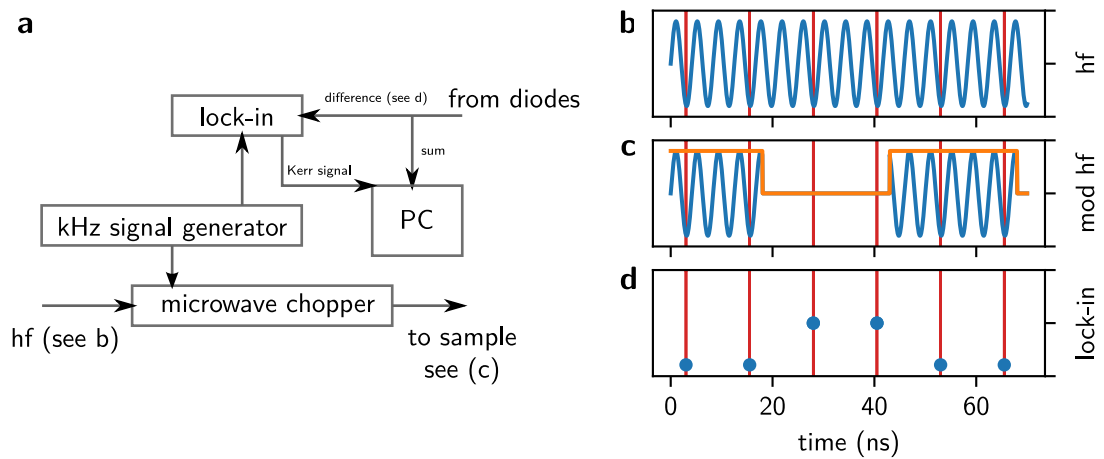 a
lock-in
difference (see d)
from diodes
Kerr signal
sum
PC
kHz signal generator
microwave chopper
hf (see b)
to sample
see (c)
b
hf
c
mod hf
d
lock-in
0 20 40 60
time (ns)